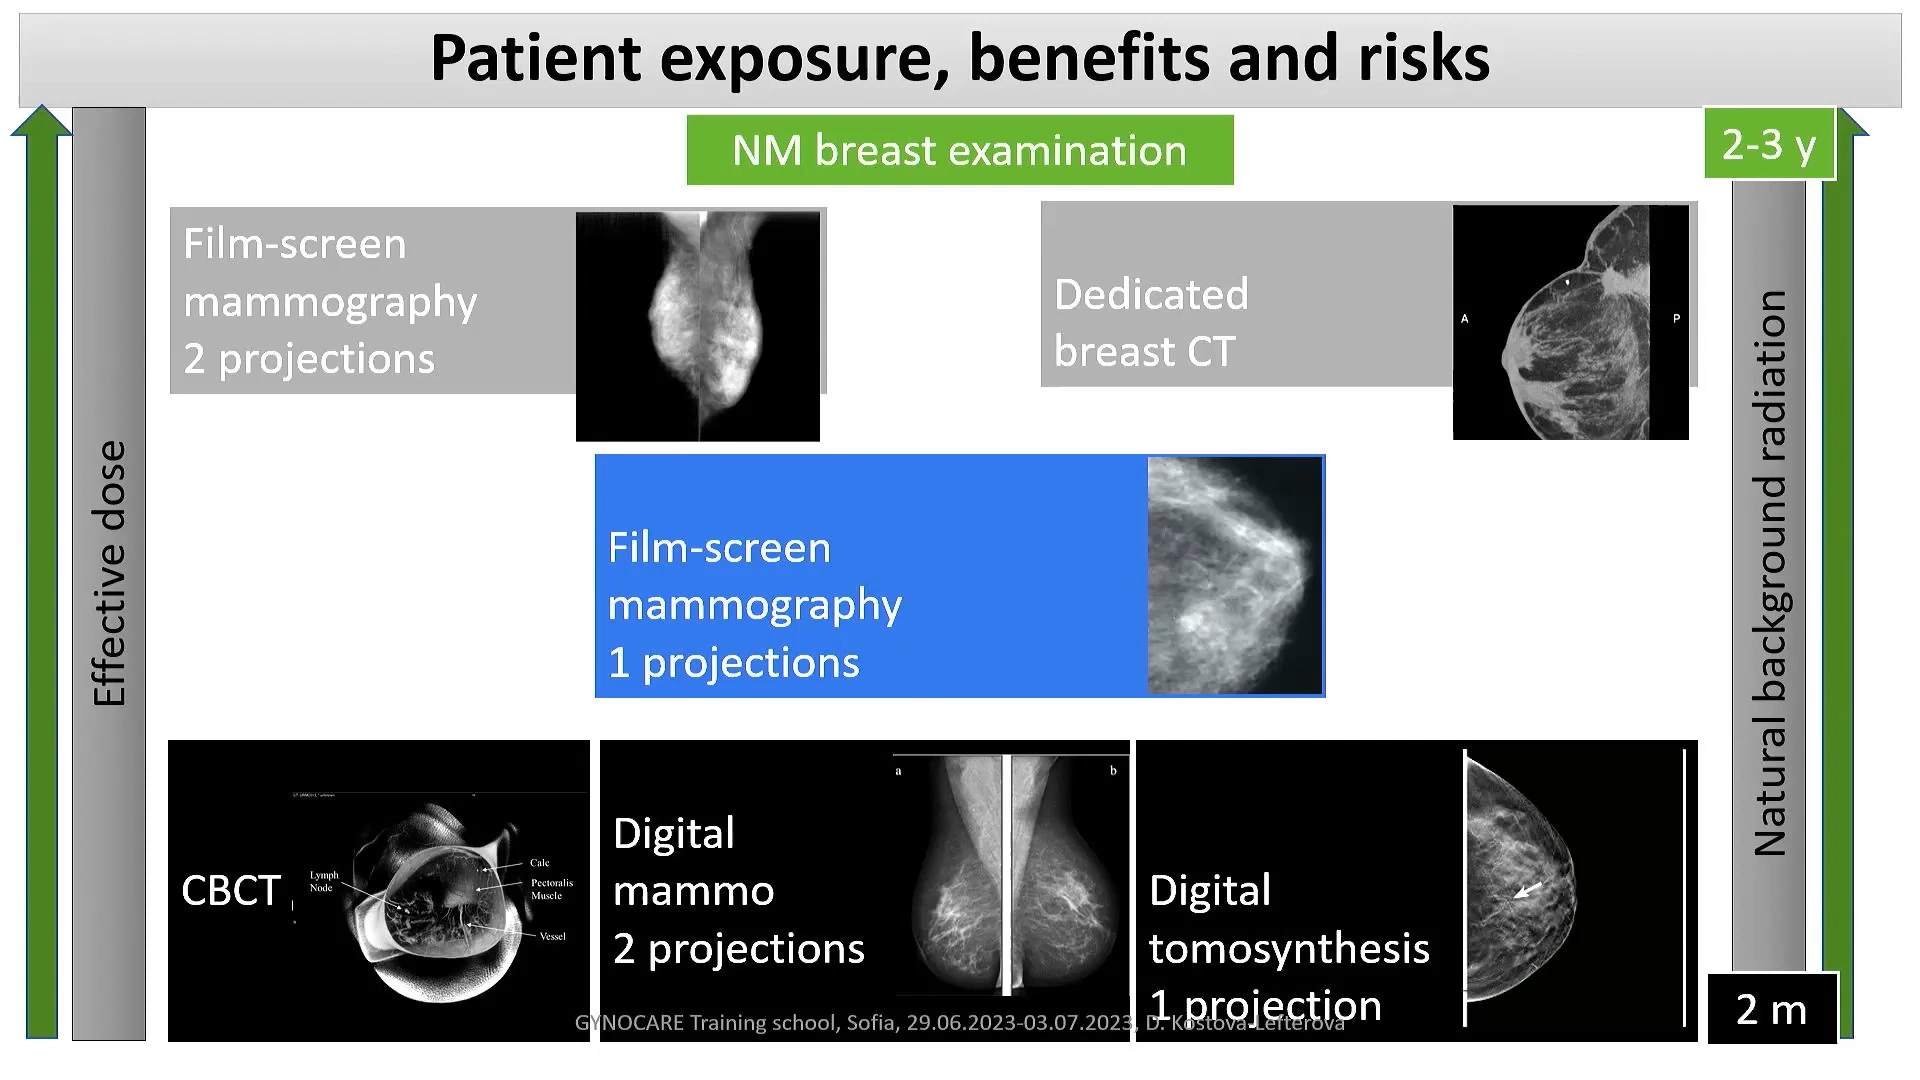 Patient exposure, benefits and risks
NM breast examination
2-3 y
Film-screen
mammography
2 projections
Dedicated
breast CT
A
P
Effective dose
Natural background radiation
Film-screen
mammography
1 projections
CBCT
Lymph
Node
Calc
Pectoralis
Muscle
Vessel
Digital
mammo
2 projections
a
b
Digital
tomosynthesis
1 projection
2 m
GYNOCARE Training school, Sofia, 29.06.2023-03.07.2023, D. Kostova-Lefterova